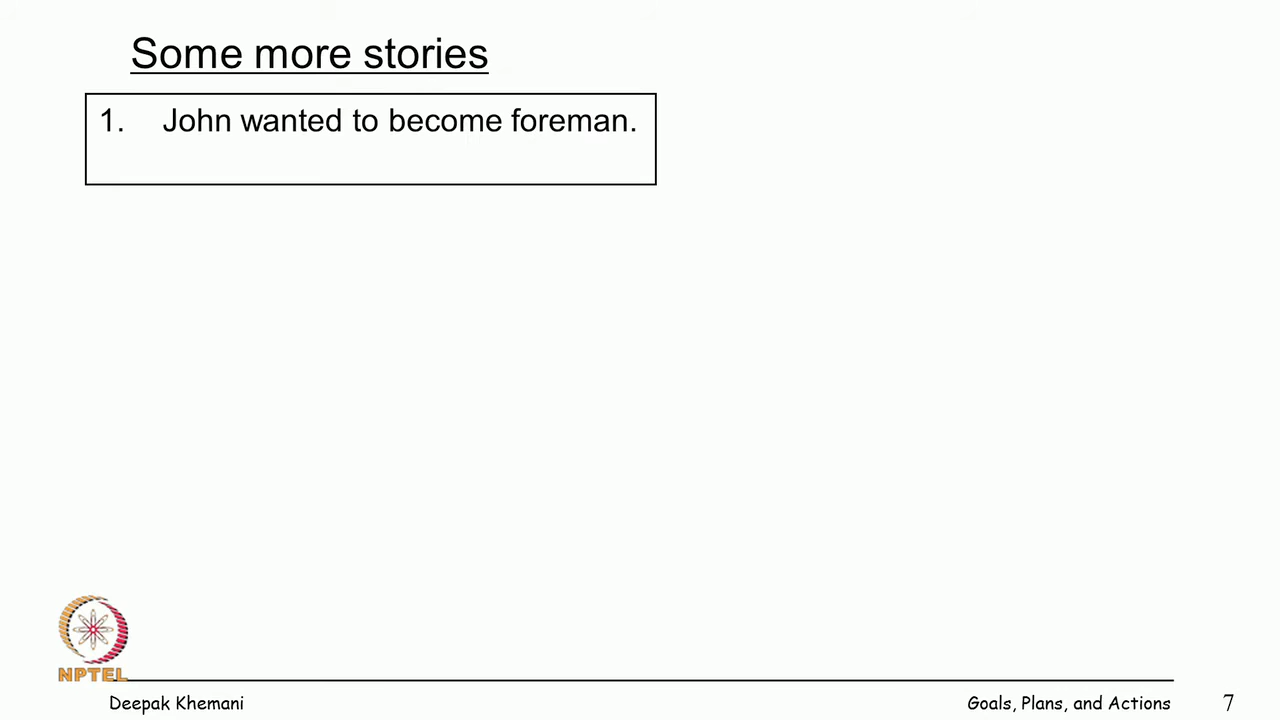 Some more stories
1. John wanted to become foreman.
NPTEL
Deepak Khemani
Goals, Plans, and Actions
7